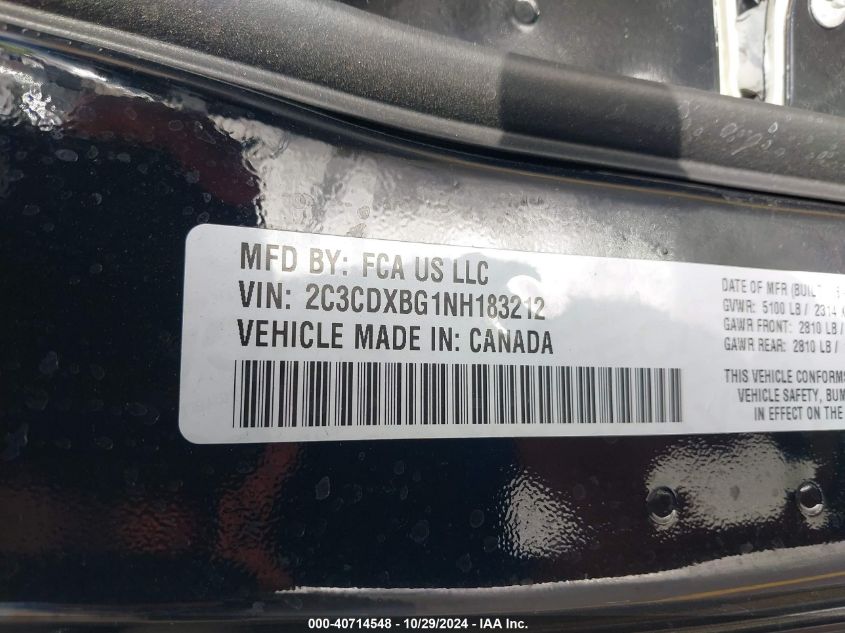 MFD BY: FCA US LLC
VIN: 2C3CDXBG1NH183212
VEHICLE MADE IN: CANADA
DATE OF MFR (BUILT
GVWR: 5100 LB / 2314
GAWR FRONT: 2810 LB /
GAWR REAR: 2810 LB /
THIS VEHICLE CONFORMS
VEHICLE SAFETY, BUM
IN EFFECT ON THE
000-40714548 - 10/29/2024 - IAA Inc.